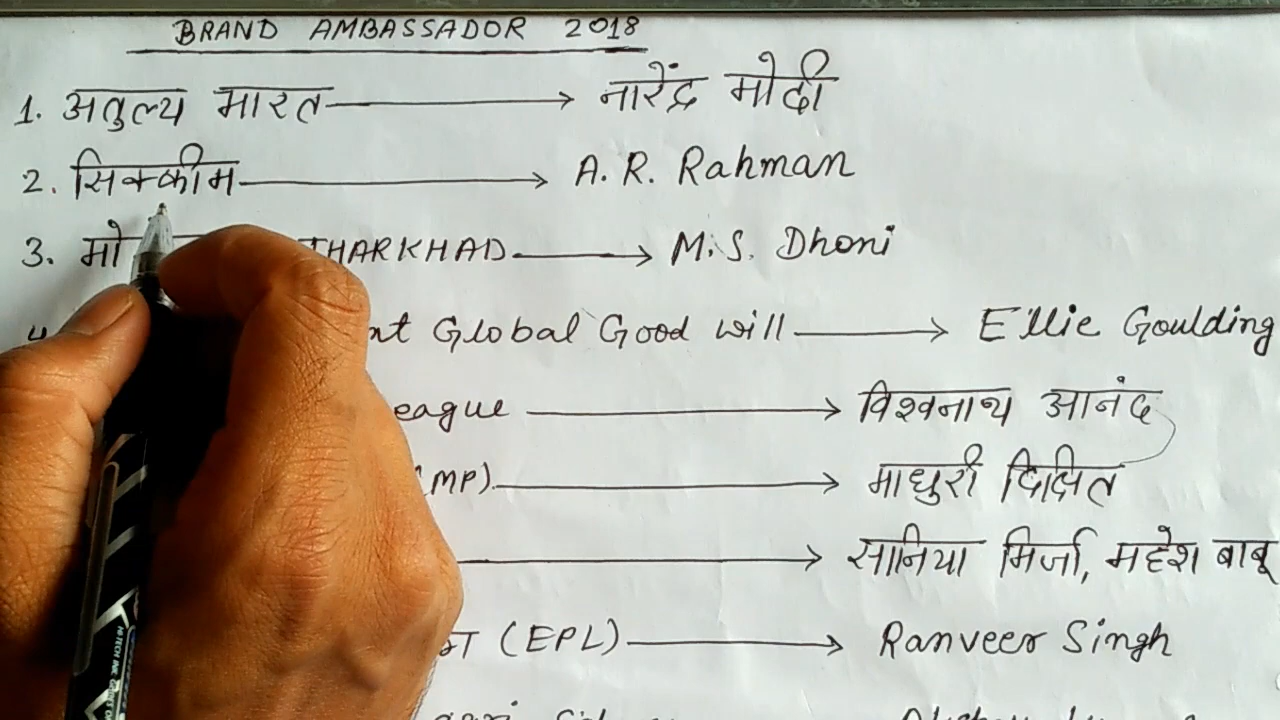 BRAND AMBASSADOR 2018
1. अतुल्य भारत → नारेंद्र मोदी
2. सिक्कीम → A. R. Rahman
3. मो THARKHAD → M. S. Dhoni
4 nt Global Good will → Ellie Goulding
eague → विश्वनाथ आनंद
(MP). → माधुरी दिक्षित
→ सानिया मिर्जा, महेश बाबू
(EPL) → Ranveer Singh